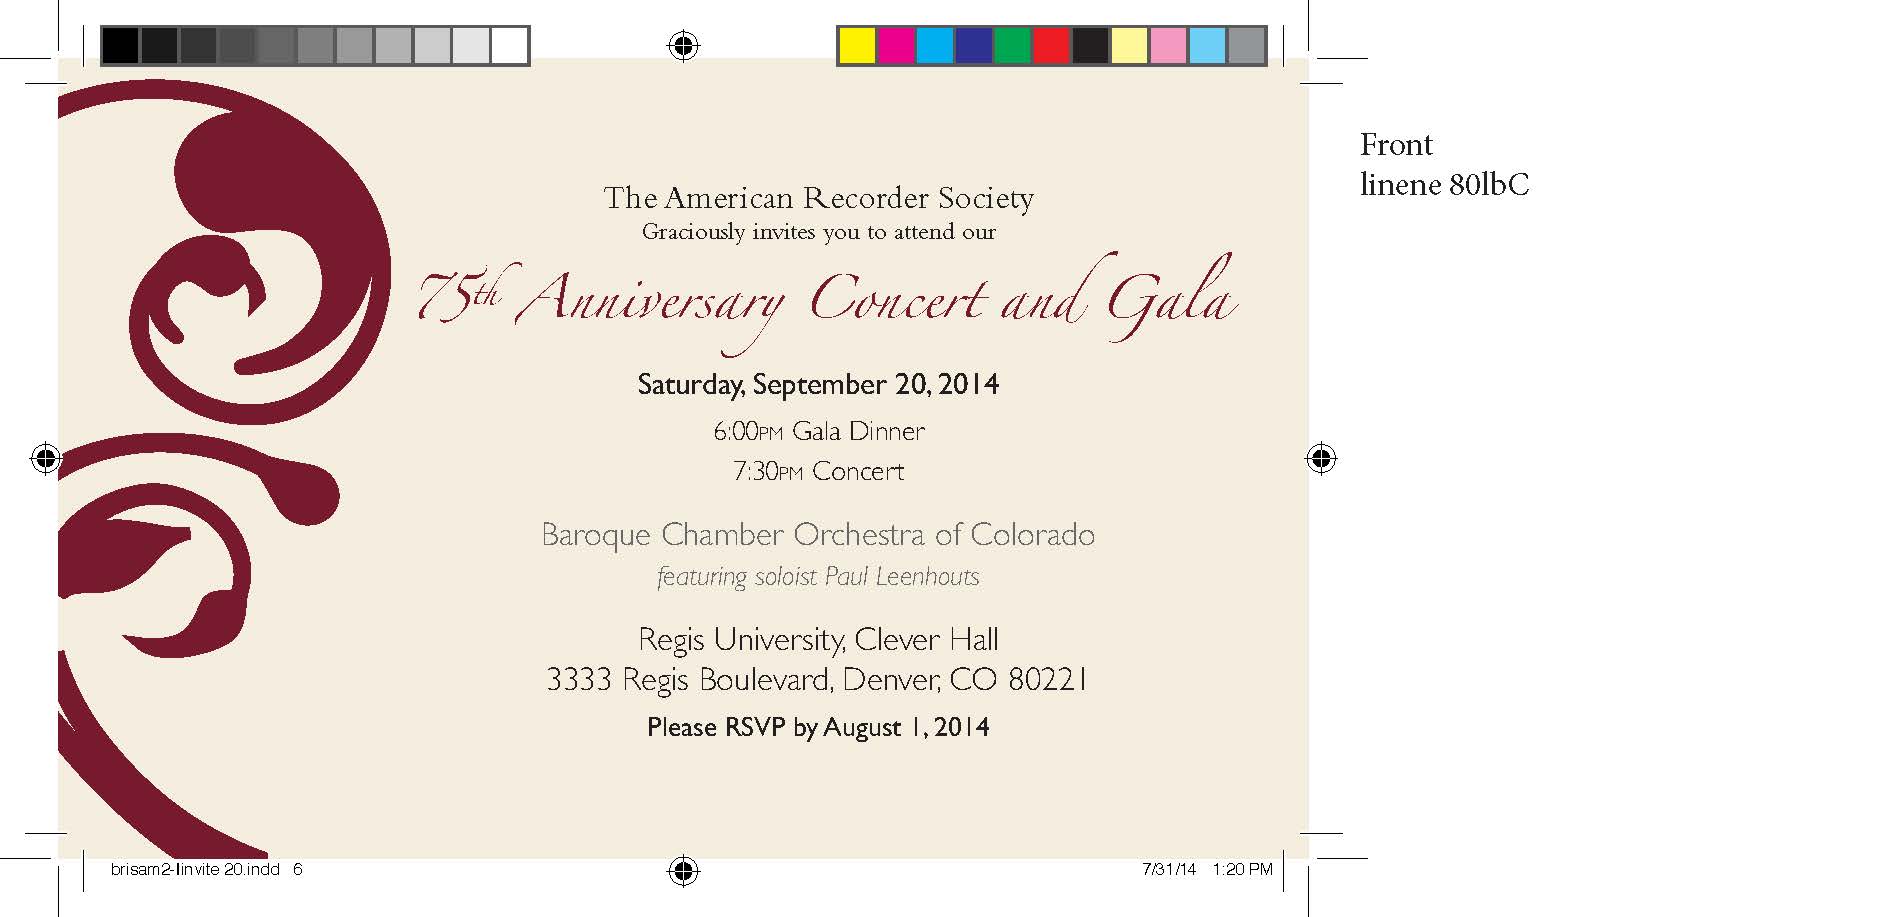 Front
linene 80lbC
The American Recorder Society
Graciously invites you to attend our
75th Anniversary Concert and Gala
Saturday, September 20, 2014
6:00PM Gala Dinner
7:30PM Concert
Baroque Chamber Orchestra of Colorado
featuring soloist Paul Leenhouts
Regis University, Clever Hall
3333 Regis Boulevard, Denver, CO 80221
Please RSVP by August 1, 2014
brisam2-Iinvite 20.indd 6
7/31/14 1:20 PM